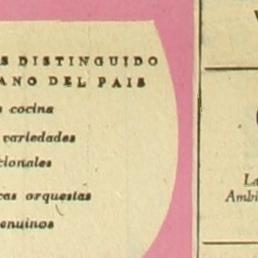 DISTINGUIDO
ANO DEL PAIS
cocina
variedades
cionales
cas orquestas
enuinos
La
Ambi